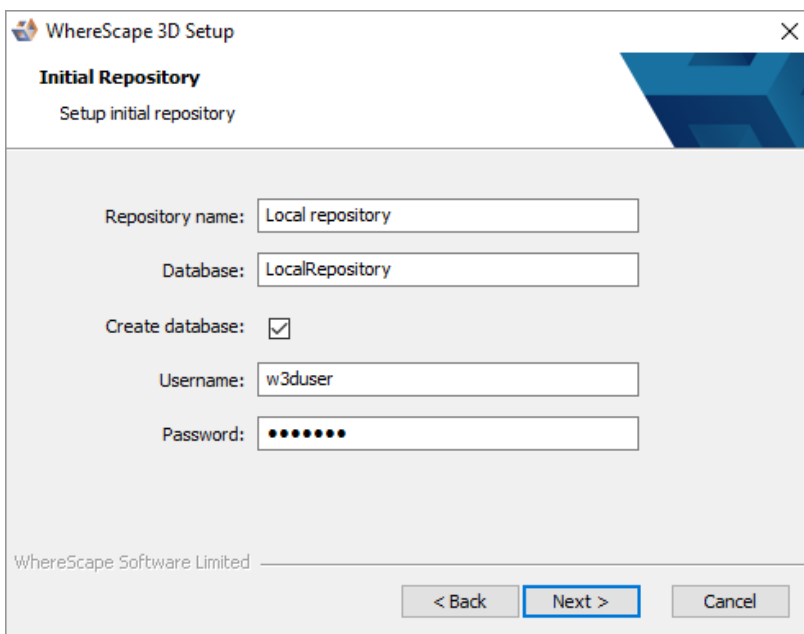 WhereScape 3D Setup
Initial Repository
Setup initial repository
Repository name: Local repository
Database: LocalRepository
Create database:
Username: w3duser
Password: •••••••
WhereScape Software Limited
< Back Next > Cancel